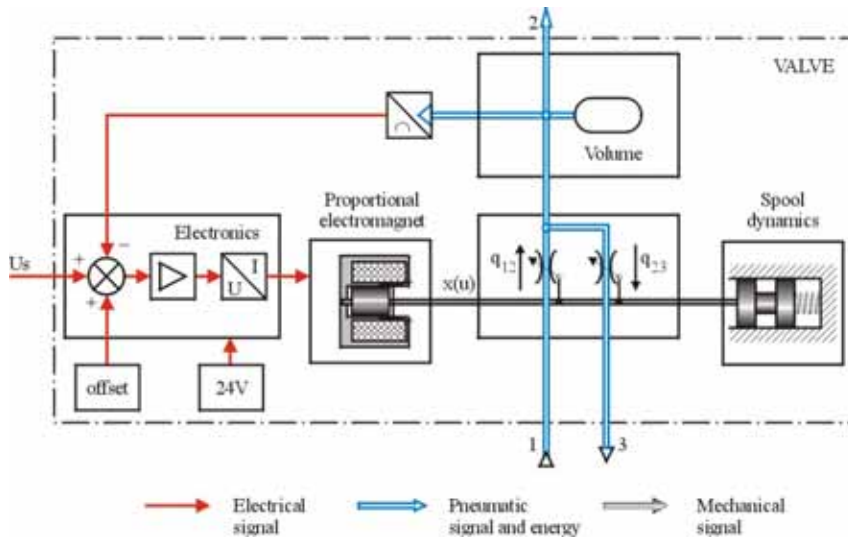 2
VALVE
Volume
Proportional
electromagnet
Spool
dynamics
Electronics
Us
+
−
+
I
U
x(u)
q12
q23
offset
24V
1
3
Electrical
signal
Pneumatic
signal and energy
Mechanical
signal